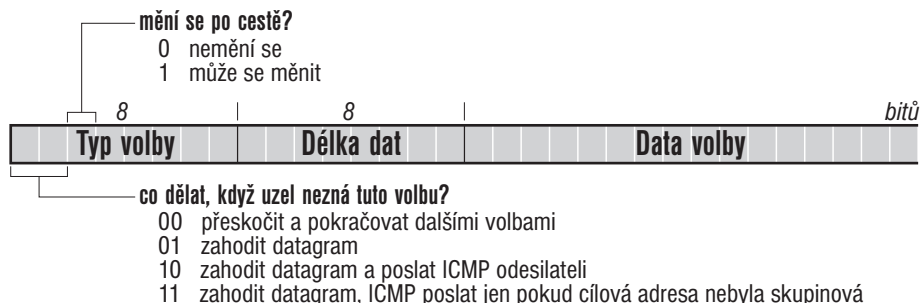 mění se po cestě?
0 nemění se
1 může se měnit
8 8 bitů
Typ volby Délka dat Data volby
co dělat, když uzel nezná tuto volbu?
00 přeskočit a pokračovat dalšími volbami
01 zahodit datagram
10 zahodit datagram a poslat ICMP odesilateli
11 zahodit datagram, ICMP poslat jen pokud cílová adresa nebyla skupinová